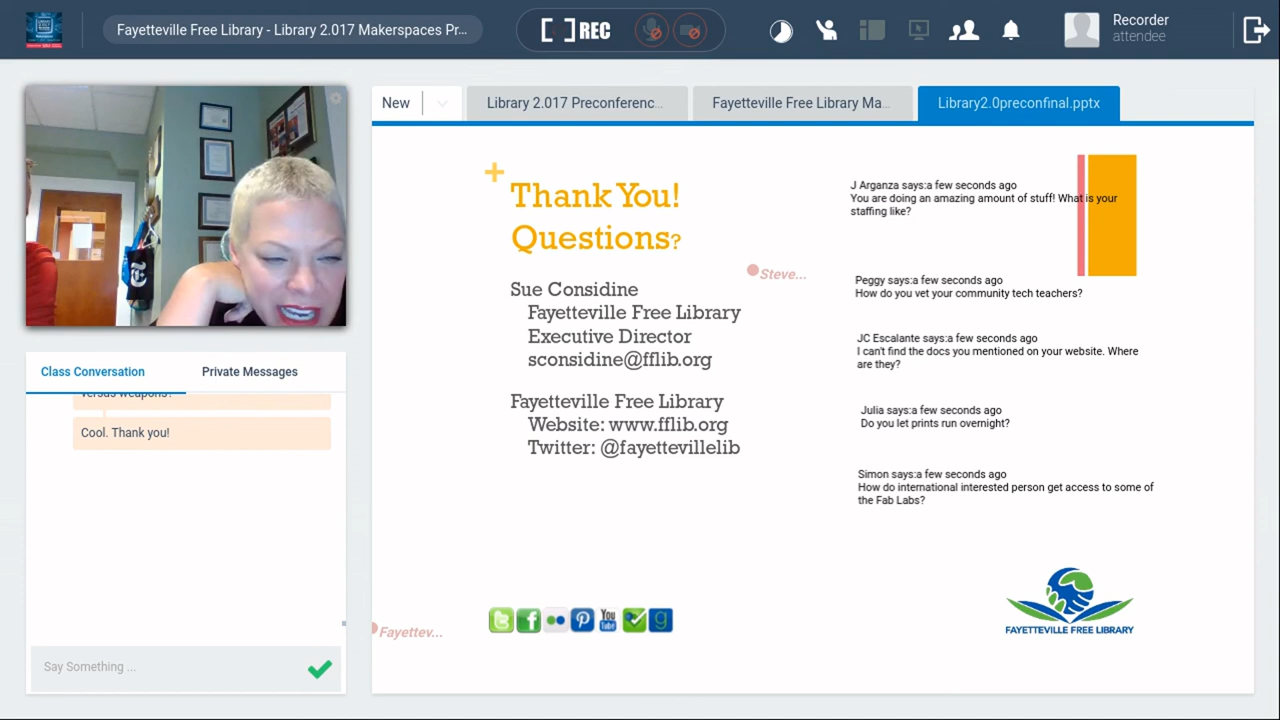 Fayetteville Free Library - Library 2.017 Makerspaces Pr...
REC
Recorder
attendee
New
Library 2.017 Preconferenc...
Fayetteville Free Library Ma...
Library2.0preconfinal.pptx
Thank You!
Questions?
Sue Considine
Fayetteville Free Library
Executive Director
sconsidine@fflib.org
Fayetteville Free Library
Website: www.fflib.org
Twitter: @fayettevillelib
Steve...
J Arganza says:a few seconds ago
You are doing an amazing amount of stuff! What is your
staffing like?
Peggy says:a few seconds ago
How do you vet your community tech teachers?
JC Escalante says:a few seconds ago
I can't find the docs you mentioned on your website. Where
are they?
Julia says:a few seconds ago
Do you let prints run overnight?
Simon says:a few seconds ago
How do international interested person get access to some of
the Fab Labs?
FAYETTEVILLE FREE LIBRARY
Fayettev...
You
Tube
Class Conversation
Private Messages
versus weapons?
Cool. Thank you!
Say Something ...